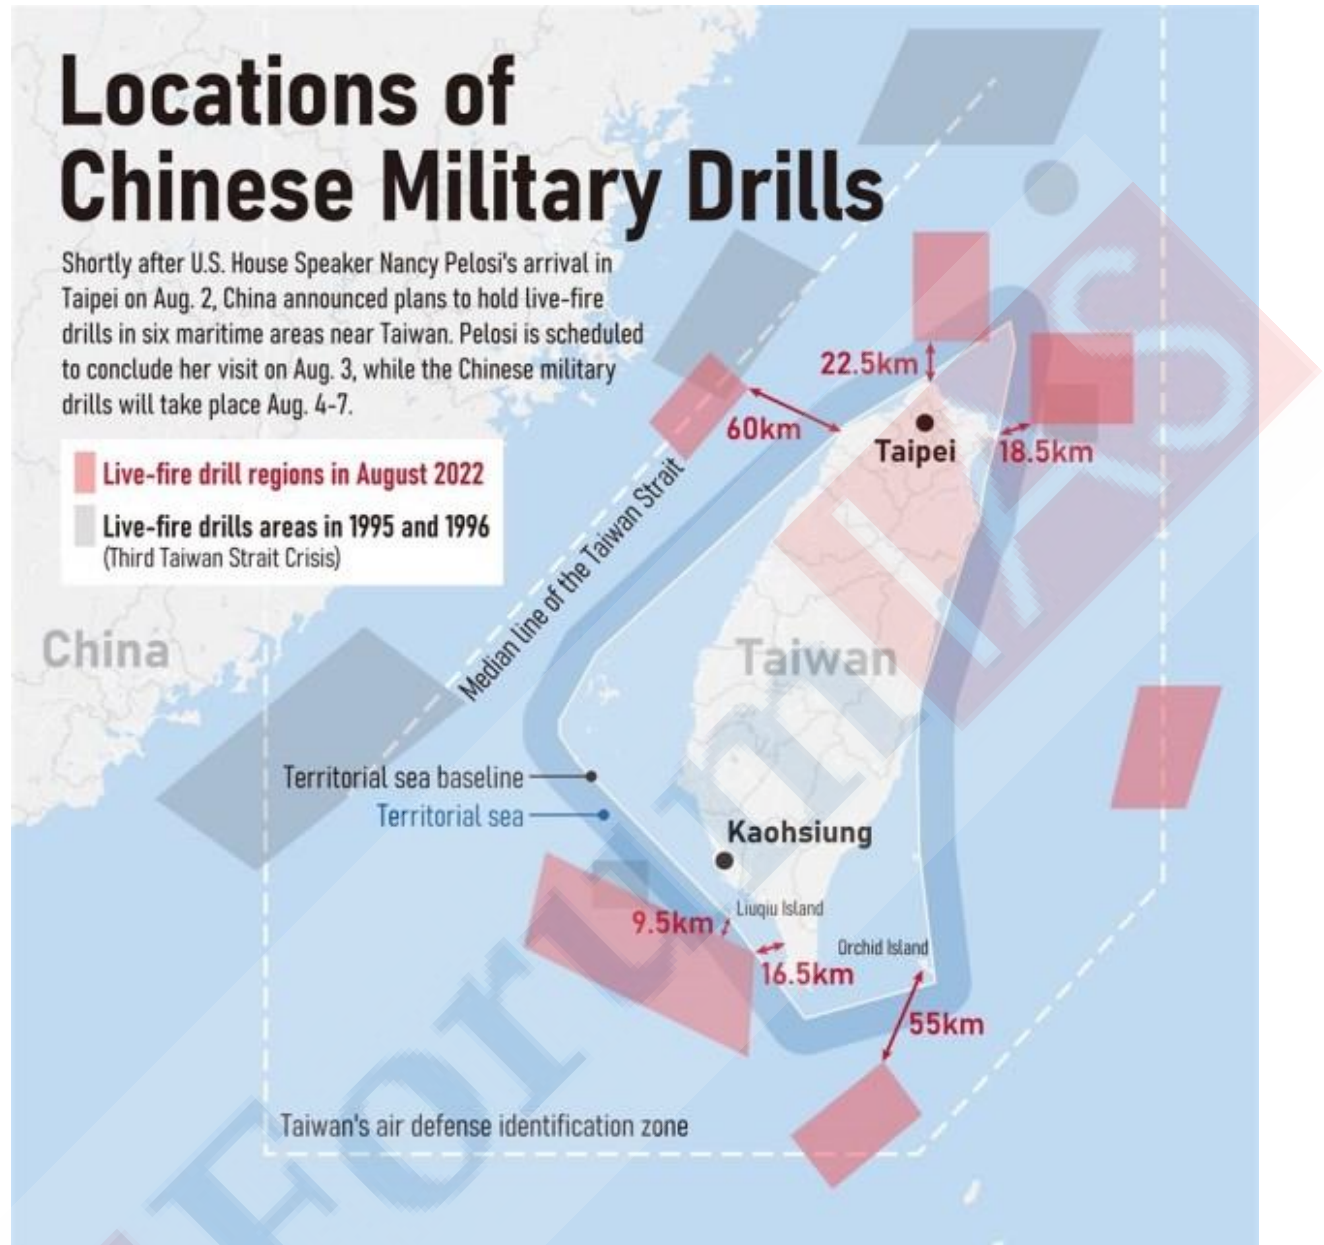 Locations of
Chinese Military Drills
Shortly after U.S. House Speaker Nancy Pelosi's arrival in
Taipei on Aug. 2, China announced plans to hold live-fire
drills in six maritime areas near Taiwan. Pelosi is scheduled
to conclude her visit on Aug. 3, while the Chinese military
drills will take place Aug. 4-7.
Live-fire drill regions in August 2022
Live-fire drills areas in 1995 and 1996
(Third Taiwan Strait Crisis)
22.5km
60km
Taipei
18.5km
Median line of the Taiwan Strait
China
Taiwan
Territorial sea baseline
Territorial sea
Kaohsiung
Liuqiu Island
9.5km
Orchid Island
16.5km
55km
Taiwan's air defense identification zone
Forum IAS